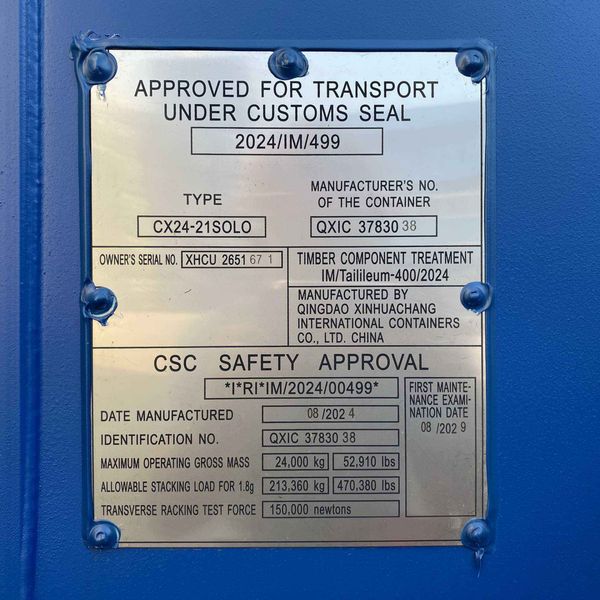 APPROVED FOR TRANSPORT
UNDER CUSTOMS SEAL
2024/IM/499
TYPE
CX24-21SOLO
MANUFACTURER'S NO.
OF THE CONTAINER
QXIC 37830 38
OWNER'S SERIAL NO. XHCU 2651 67 1
TIMBER COMPONENT TREATMENT
IM/Tailileum-400/2024
MANUFACTURED BY
QINGDAO XINHUACHANG
INTERNATIONAL CONTAINERS
CO., LTD. CHINA
CSC SAFETY APPROVAL
*I*RI*IM/2024/00499*
DATE MANUFACTURED 08 /202 4
IDENTIFICATION NO. QXIC 37830 38
MAXIMUM OPERATING GROSS MASS 24,000 kg 52,910 lbs
ALLOWABLE STACKING LOAD FOR 1.8g 213,360 kg 470,380 lbs
TRANSVERSE RACKING TEST FORCE 150,000 newtons
FIRST MAINTE-
NANCE EXAMI-
NATION DATE
08 /202 9